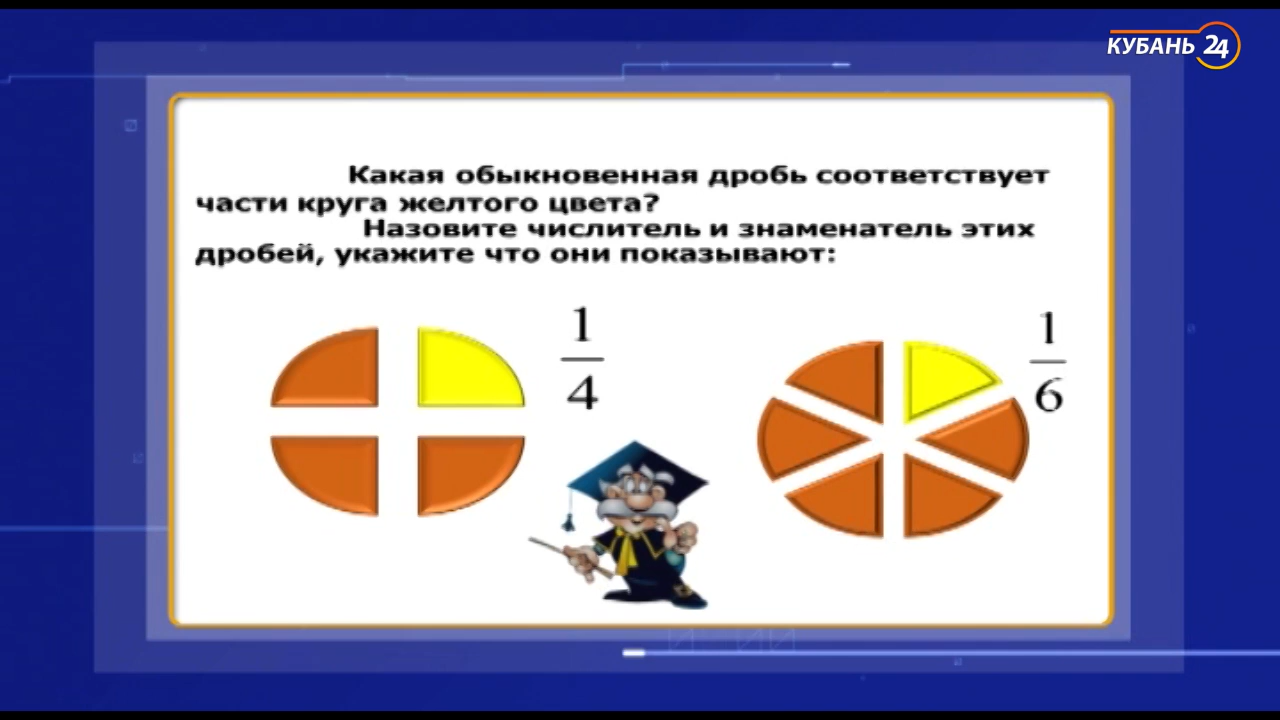 КУБАНЬ 24
Какая обыкновенная дробь соответствует
части круга желтого цвета?
Назовите числитель и знаменатель этих
дробей, укажите что они показывают:
1
4
1
6